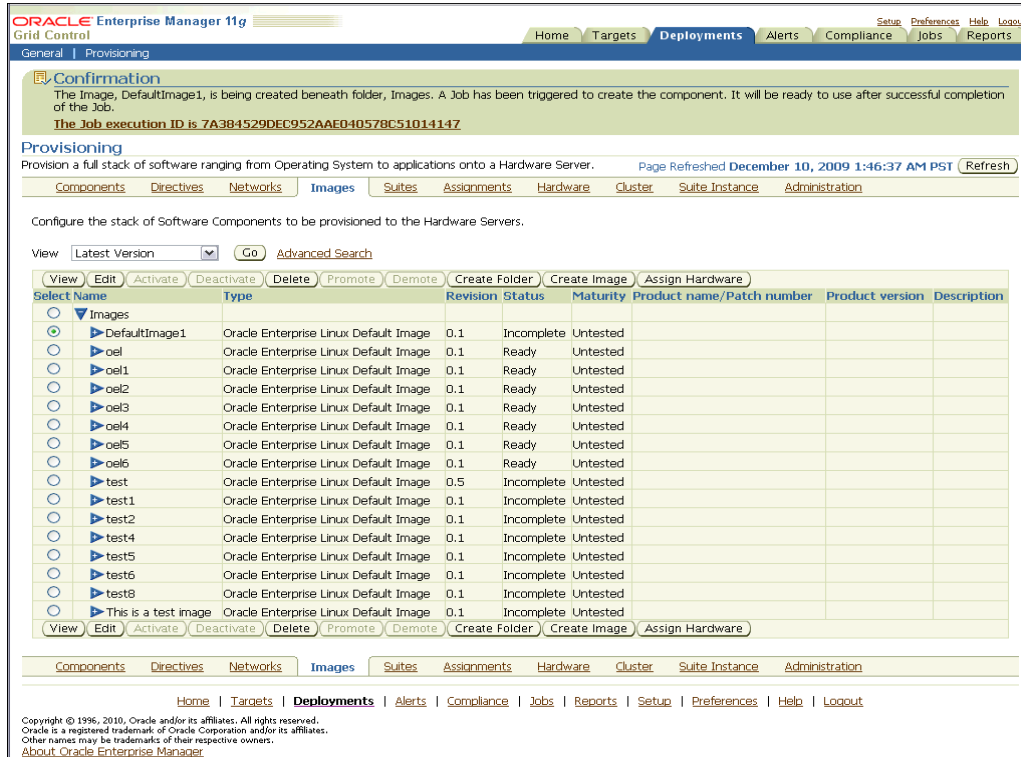 ORACLE Enterprise Manager 11g
Setup Preferences Help Logou
Grid Control
Home Targets Deployments Alerts Compliance Jobs Reports
General | Provisioning
Confirmation
The Image, DefaultImage1, is being created beneath folder, Images. A Job has been triggered to create the component. It will be ready to use after successful completion
of the Job.
The Job execution ID is 7A384529DEC952AAE040578C51014147
Provisioning
Provision a full stack of software ranging from Operating System to applications onto a Hardware Server. Page Refreshed December 10, 2009 1:46:37 AM PST Refresh
Components Directives Networks Images Suites Assignments Hardware Cluster Suite Instance Administration
Configure the stack of Software Components to be provisioned to the Hardware Servers.
View Latest Version Go Advanced Search
View Edit Activate Deactivate Delete Promote Demote Create Folder Create Image Assign Hardware
Select Name Type Revision Status Maturity Product name/Patch number Product version Description
Images
DefaultImage1 Oracle Enterprise Linux Default Image 0.1 Incomplete Untested
oel Oracle Enterprise Linux Default Image 0.1 Ready Untested
oel1 Oracle Enterprise Linux Default Image 0.1 Ready Untested
oel2 Oracle Enterprise Linux Default Image 0.1 Ready Untested
oel3 Oracle Enterprise Linux Default Image 0.1 Ready Untested
oel4 Oracle Enterprise Linux Default Image 0.1 Ready Untested
oel5 Oracle Enterprise Linux Default Image 0.1 Ready Untested
oel6 Oracle Enterprise Linux Default Image 0.1 Ready Untested
test Oracle Enterprise Linux Default Image 0.5 Incomplete Untested
test1 Oracle Enterprise Linux Default Image 0.1 Incomplete Untested
test2 Oracle Enterprise Linux Default Image 0.1 Incomplete Untested
test4 Oracle Enterprise Linux Default Image 0.1 Incomplete Untested
test5 Oracle Enterprise Linux Default Image 0.1 Incomplete Untested
test6 Oracle Enterprise Linux Default Image 0.1 Incomplete Untested
test8 Oracle Enterprise Linux Default Image 0.1 Incomplete Untested
This is a test image Oracle Enterprise Linux Default Image 0.1 Incomplete Untested
View Edit Activate Deactivate Delete Promote Demote Create Folder Create Image Assign Hardware
Components Directives Networks Images Suites Assignments Hardware Cluster Suite Instance Administration
Home | Targets | Deployments | Alerts | Compliance | Jobs | Reports | Setup | Preferences | Help | Logout
Copyright © 1996, 2010, Oracle and/or its affiliates. All rights reserved.
Oracle is a registered trademark of Oracle Corporation and/or its affiliates.
Other names may be trademarks of their respective owners.
About Oracle Enterprise Manager